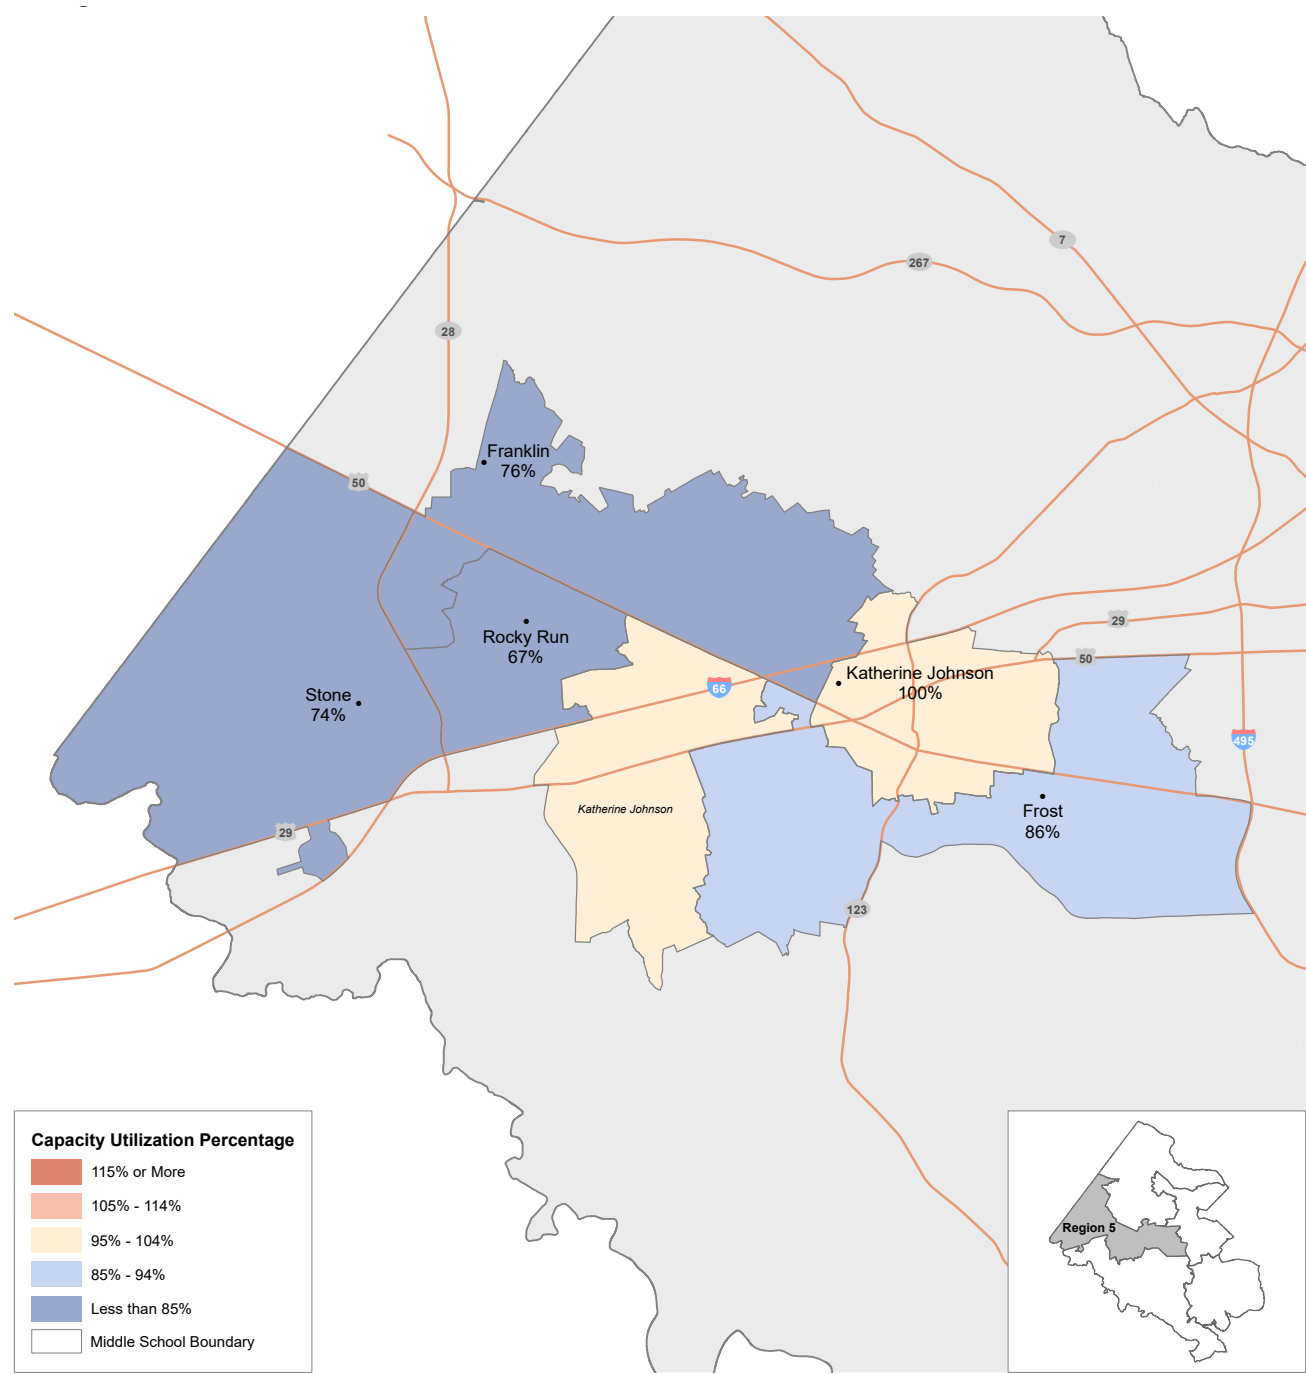 7
267
28
Franklin
76%
50
29
Rocky Run
67%
50
Katherine Johnson
100%
66
Stone
74%
495
Katherine Johnson
Frost
86%
29
123
Capacity Utilization Percentage
115% or More
105% - 114%
95% - 104%
85% - 94%
Less than 85%
Middle School Boundary
Region 5